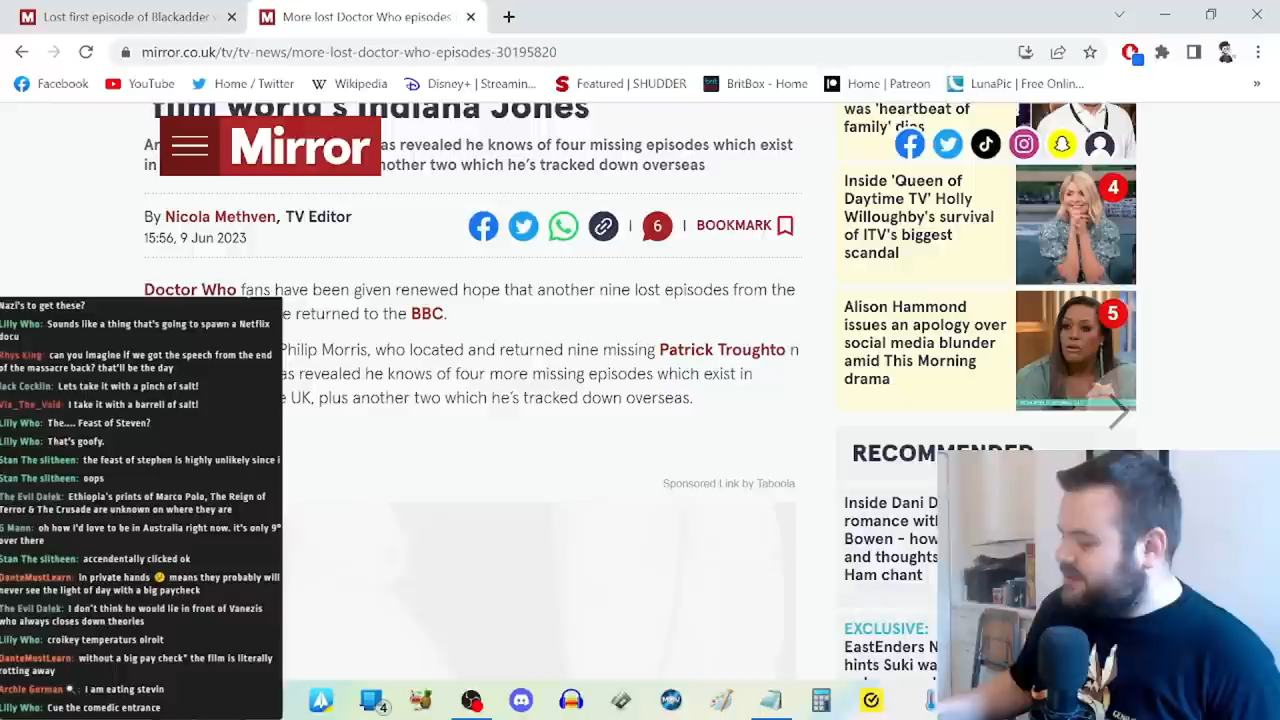 Lost first episode of Blackadder
More lost Doctor Who episodes
mirror.co.uk/tv/tv-news/more-lost-doctor-who-episodes-30195820
Facebook
YouTube
Home / Twitter
Wikipedia
Disney+ | Streamin...
Featured | SHUDDER
BritBox - Home
Home | Patreon
LunaPic | Free Onlin...
film world's Indiana Jones
Mirror
as revealed he knows of four missing episodes which exist
in
nother two which he's tracked down overseas
By Nicola Methven, TV Editor
15:56, 9 Jun 2023
6
BOOKMARK
Doctor Who fans have been given renewed hope that another nine lost episodes from the
e returned to the BBC.
Philip Morris, who located and returned nine missing Patrick Troughto n
as revealed he knows of four more missing episodes which exist in
e UK, plus another two which he's tracked down overseas.
Sponsored Link by Taboola
was 'heartbeat of
family' dies
Inside 'Queen of
Daytime TV' Holly
Willoughby's survival
of ITV's biggest
scandal
4
Alison Hammond
issues an apology over
social media blunder
amid This Morning
drama
5
RECOMMENDED
Inside Dani D
romance with
Bowen - how
and thoughts
Ham chant
EXCLUSIVE:
EastEnders N
hints Suki wa
Nazi's to get these?
Lilly Who: Sounds like a thing that's going to spawn a Netflix
docu
Rhys King: can you imagine if we got the speech from the end
of the massacre back? that'll be the day
Jack Cocklin: Lets take it with a pinch of salt!
Via_The_Void: I take it with a barrell of salt!
Lilly Who: The.... Feast of Steven?
Lilly Who: That's goofy.
Stan The slitheen: the feast of stephen is highly unlikely since i
Stan The slitheen: oops
The Evil Dalek: Ethiopia's prints of Marco Polo, The Reign of
Terror & The Crusade are unknown on where they are
G Mann: oh how I'd love to be in Australia right now. it's only 9°
over there
Stan The slitheen: accendentally clicked ok
DanteMustLearn: In private hands means they probably will
never see the light of day with a big paycheck
The Evil Dalek: I don't think he would lie in front of Vanezis
who always closes down theories
Lilly Who: croikey temperaturs olroit
DanteMustLearn: without a big pay check* the film is literally
rotting away
Archie Gorman: I am eating stevin
Lilly Who: Cue the comedic entrance
4